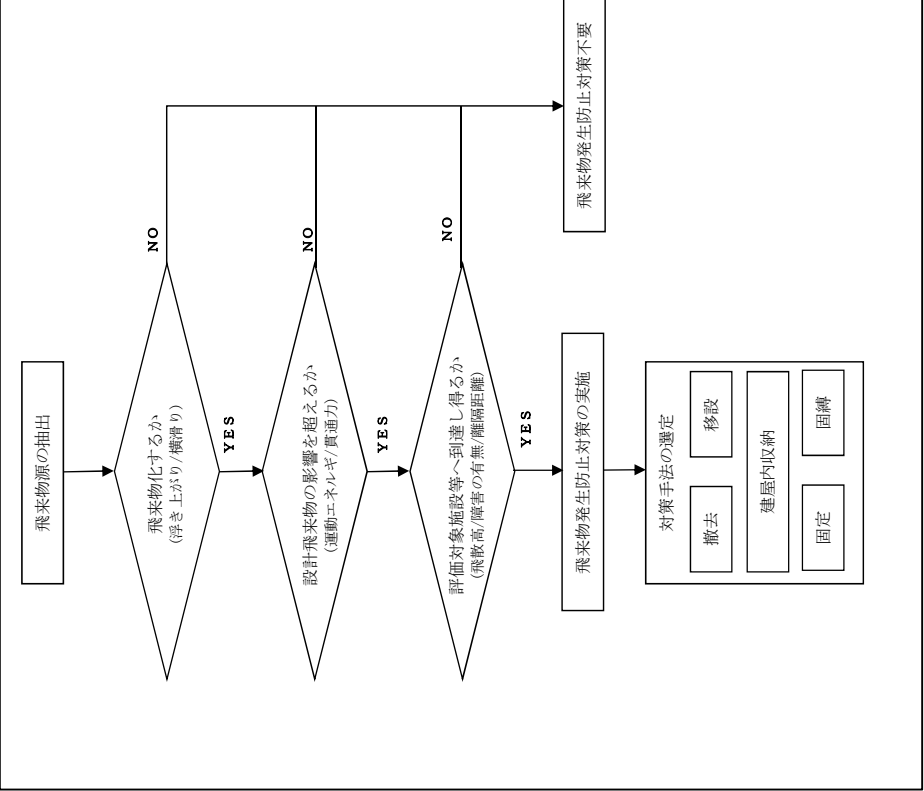 飛来物源の抽出
飛来物化するか
(浮き上がり/横滑り)
NO
YES
設計飛来物の影響を超えるか
(運動エネルギ/貫通力)
NO
YES
評価対象施設等へ到達し得るか
(飛散高/障害の有無/離隔距離)
NO
YES
飛来物発生防止対策の実施
飛来物発生防止対策不要
対策手法の選定
撤去
移設
建屋内収納
固定
固縛